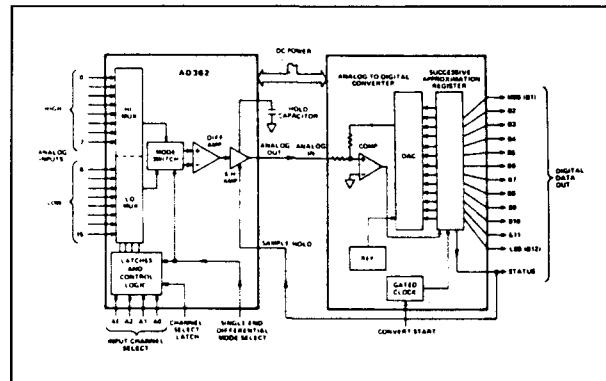 DC POWER
AD362
ANALOG TO DIGITAL
CONVERTER
SUCCESSIVE
APPROXIMATION
REGISTER
0
HIGH
7
HI
MUX
HOLD
CAPACITOR
MSB (B1)
B2
B3
B4
B5
B6
B7
B8
B9
B10
B11
LSB (B12)
DIFF
AMP
ANALOG
OUT
ANALOG
IN
COMP
DAC
DIGITAL
DATA
OUT
ANALOG
INPUTS
MODE
SWITCH
S H AMP
8
LOW
15
LO
MUX
SAMPLE HOLD
REF
STATUS
LATCHES
AND
CONTROL
LOGIC
GATED
CLOCK
A2
A1
A0
INPUT CHANNEL
SELECT
CHANNEL
SELECT
LATCH
SINGLE END
DIFFERENTIAL
MODE SELECT
CONVERT START